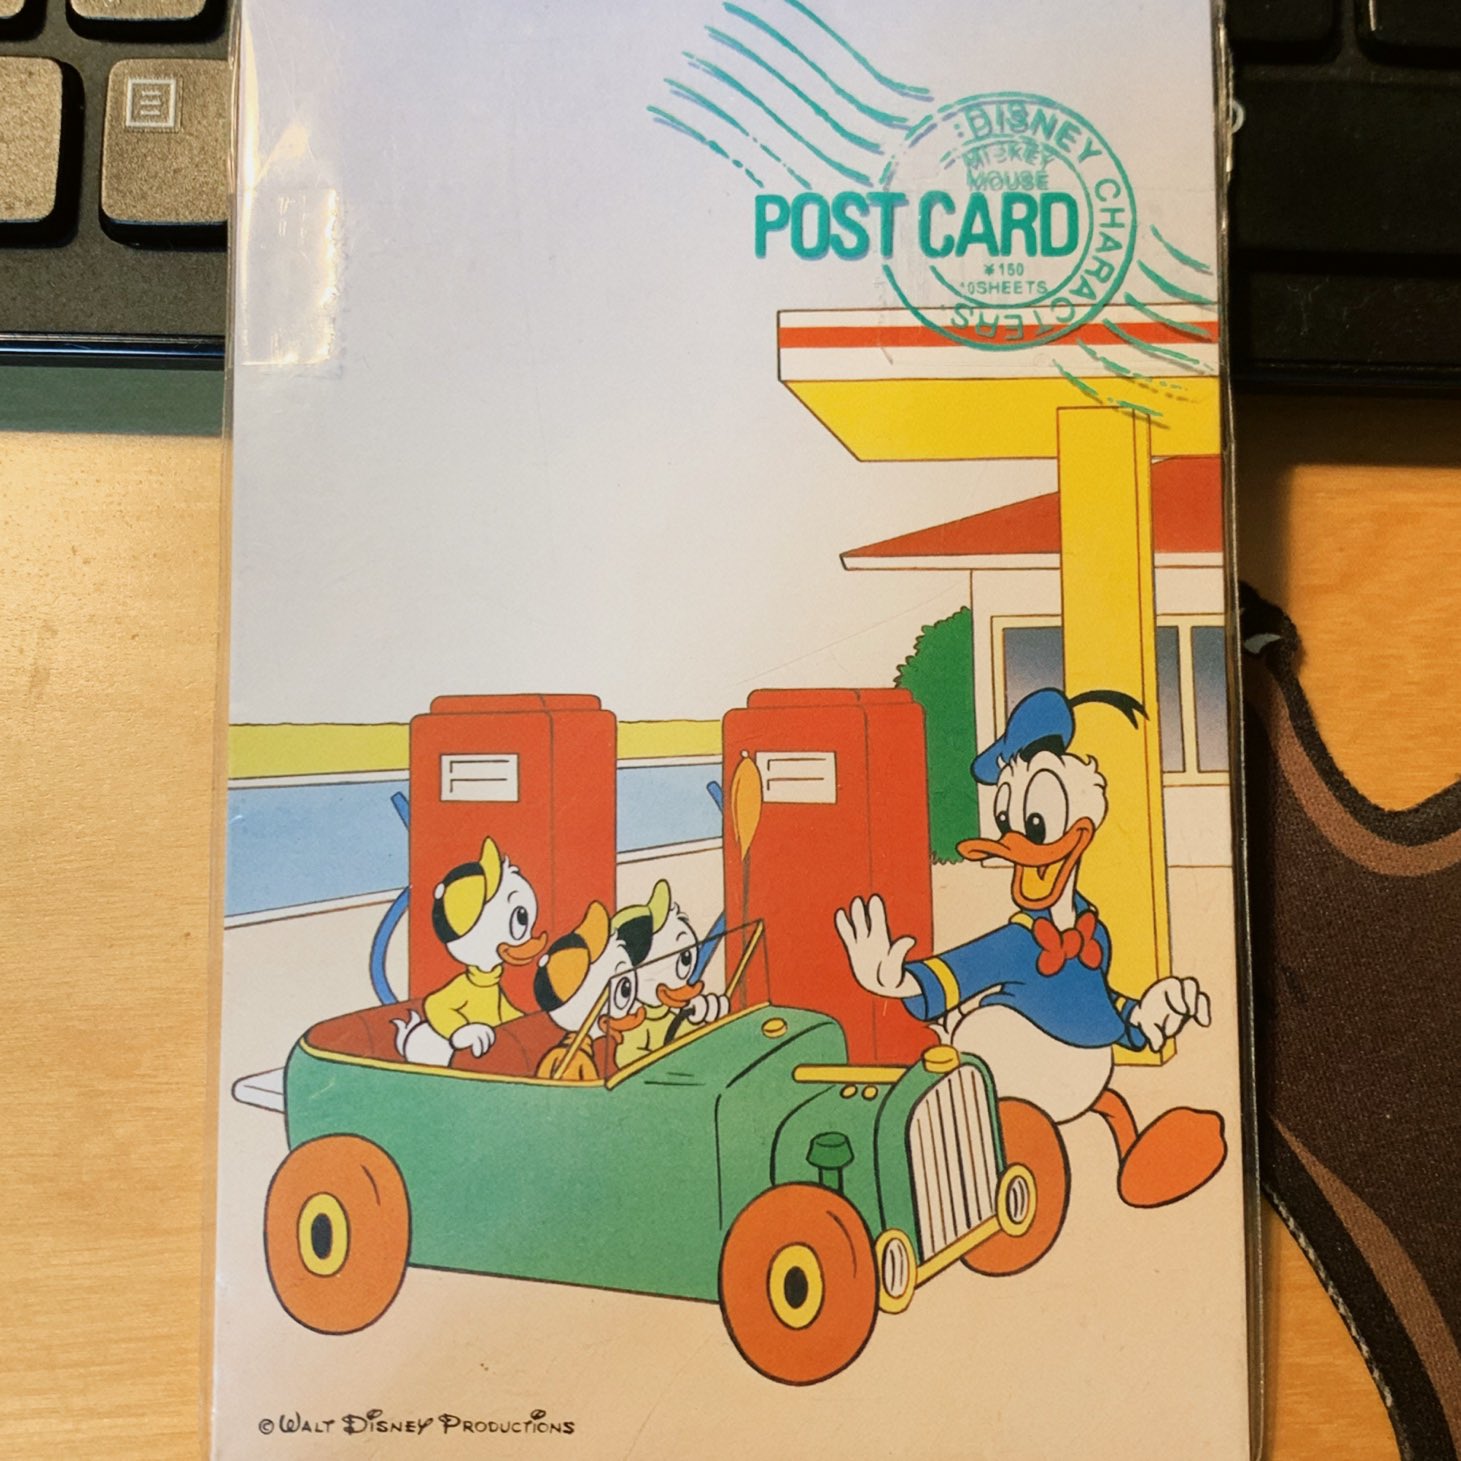 DISNEY CHARACTERS
MICKEY
MOUSE
POST CARD
¥150
10SHEETS
© WALT DISNEY PRODUCTIONS